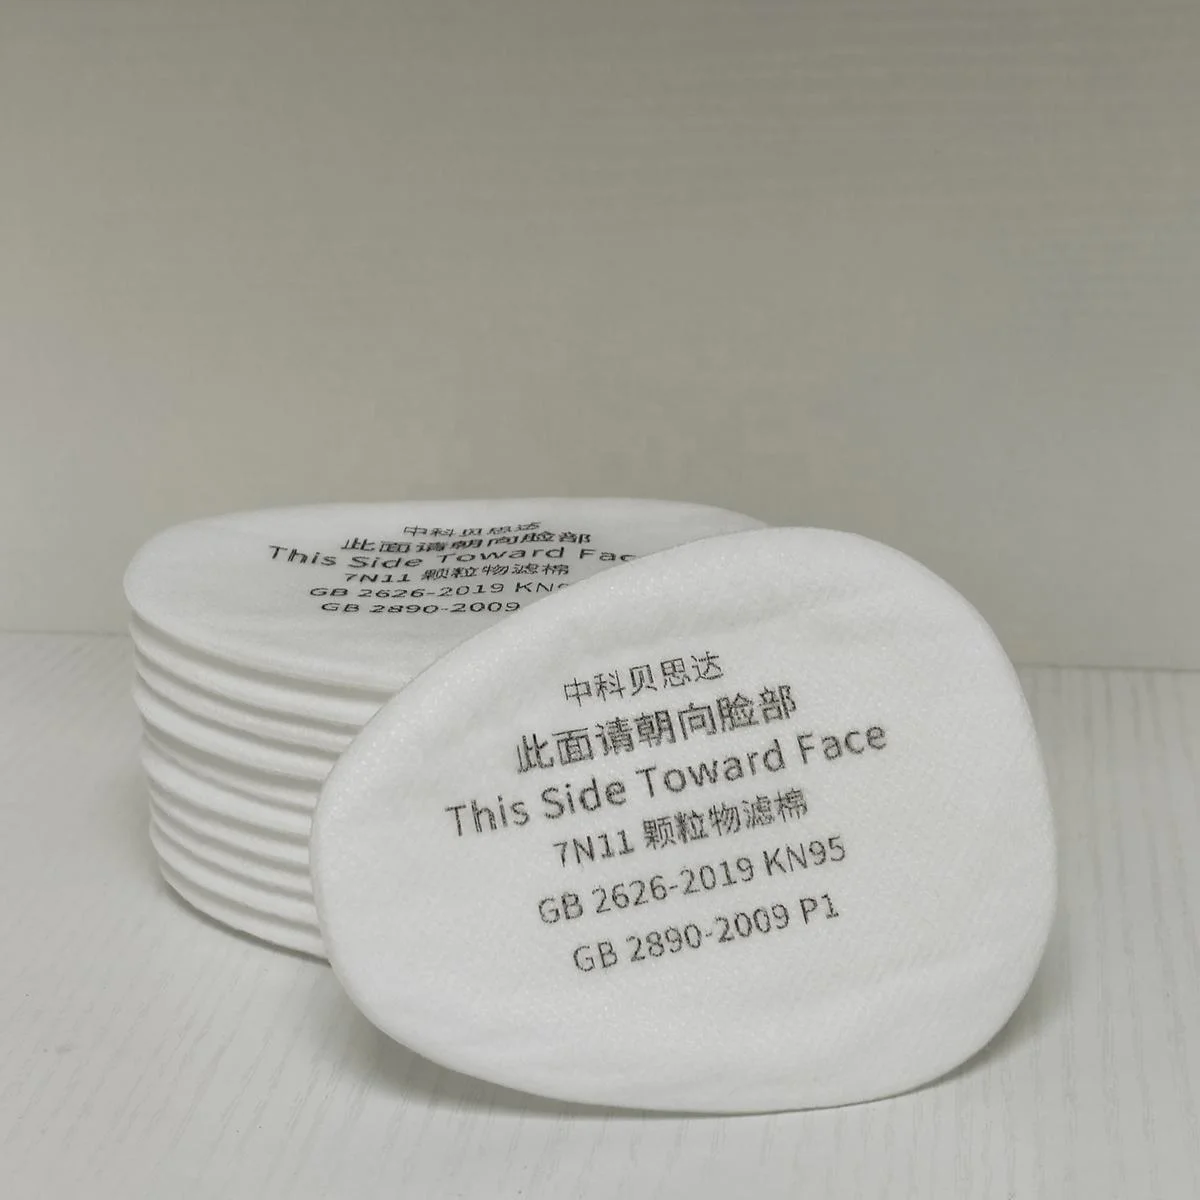 中科贝思达
此面请朝向脸部
This Side Toward Face
7N11 颗粒物滤棉
GB 2626-2019 KN95
GB 2890-2009 P1
中科贝思达
此面请朝向脸部
This Side Toward Fac
7N11 颗粒物滤棉
GB 2626-2019 KN9
GB 2890-2009